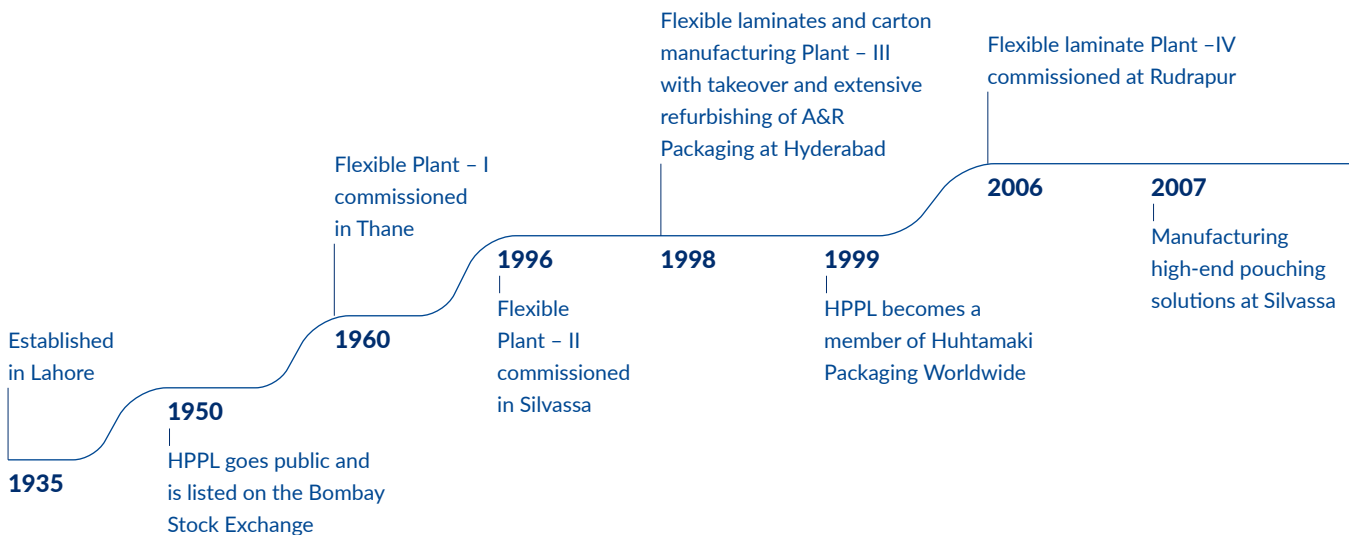 Established
in Lahore
1935
1950
HPPL goes public and
is listed on the Bombay
Stock Exchange
Flexible Plant – I
commissioned
in Thane
1960
1996
Flexible
Plant – II
commissioned
in Silvassa
Flexible laminates and carton
manufacturing Plant – III
with takeover and extensive
refurbishing of A&R
Packaging at Hyderabad
1998
1999
HPPL becomes a
member of Huhtamaki
Packaging Worldwide
Flexible laminate Plant –IV
commissioned at Rudrapur
2006
2007
Manufacturing
high-end pouching
solutions at Silvassa